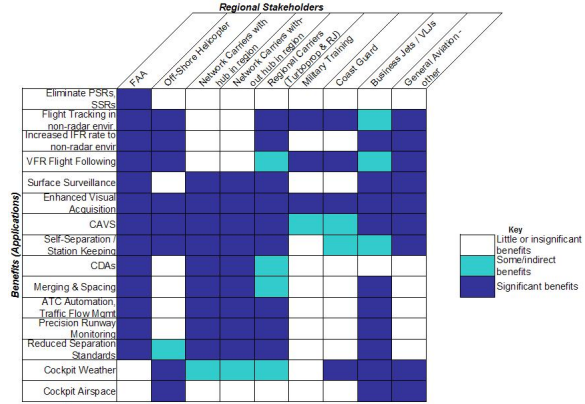 Regional Stakeholders
FAA
Off-Shore Helicopter
Network Carriers with
hub in region
Network Carriers with-
out hub in region
Regional Carriers
(Turboprop & RJ)
Military Training
Coast Guard
Business Jets / VLJs
General Aviation -
other
Benefits (Applications)
Eliminate PSRs,
SSRs
Flight Tracking in
non-radar envir
Increased IFR rate to
non-radar envir
VFR Flight Following
Surface Surveillance
Enhanced Visual
Acquisition
CAVS
Self-Separation /
Station Keeping
CDAs
Merging & Spacing
ATC Automation,
Traffic Flow Mgmt
Precision Runway
Monitoring
Reduced Separation
Standards
Cockpit Weather
Cockpit Airspace
Key
Little or insignificant
benefits
Some/indirect
benefits
Significant benefits